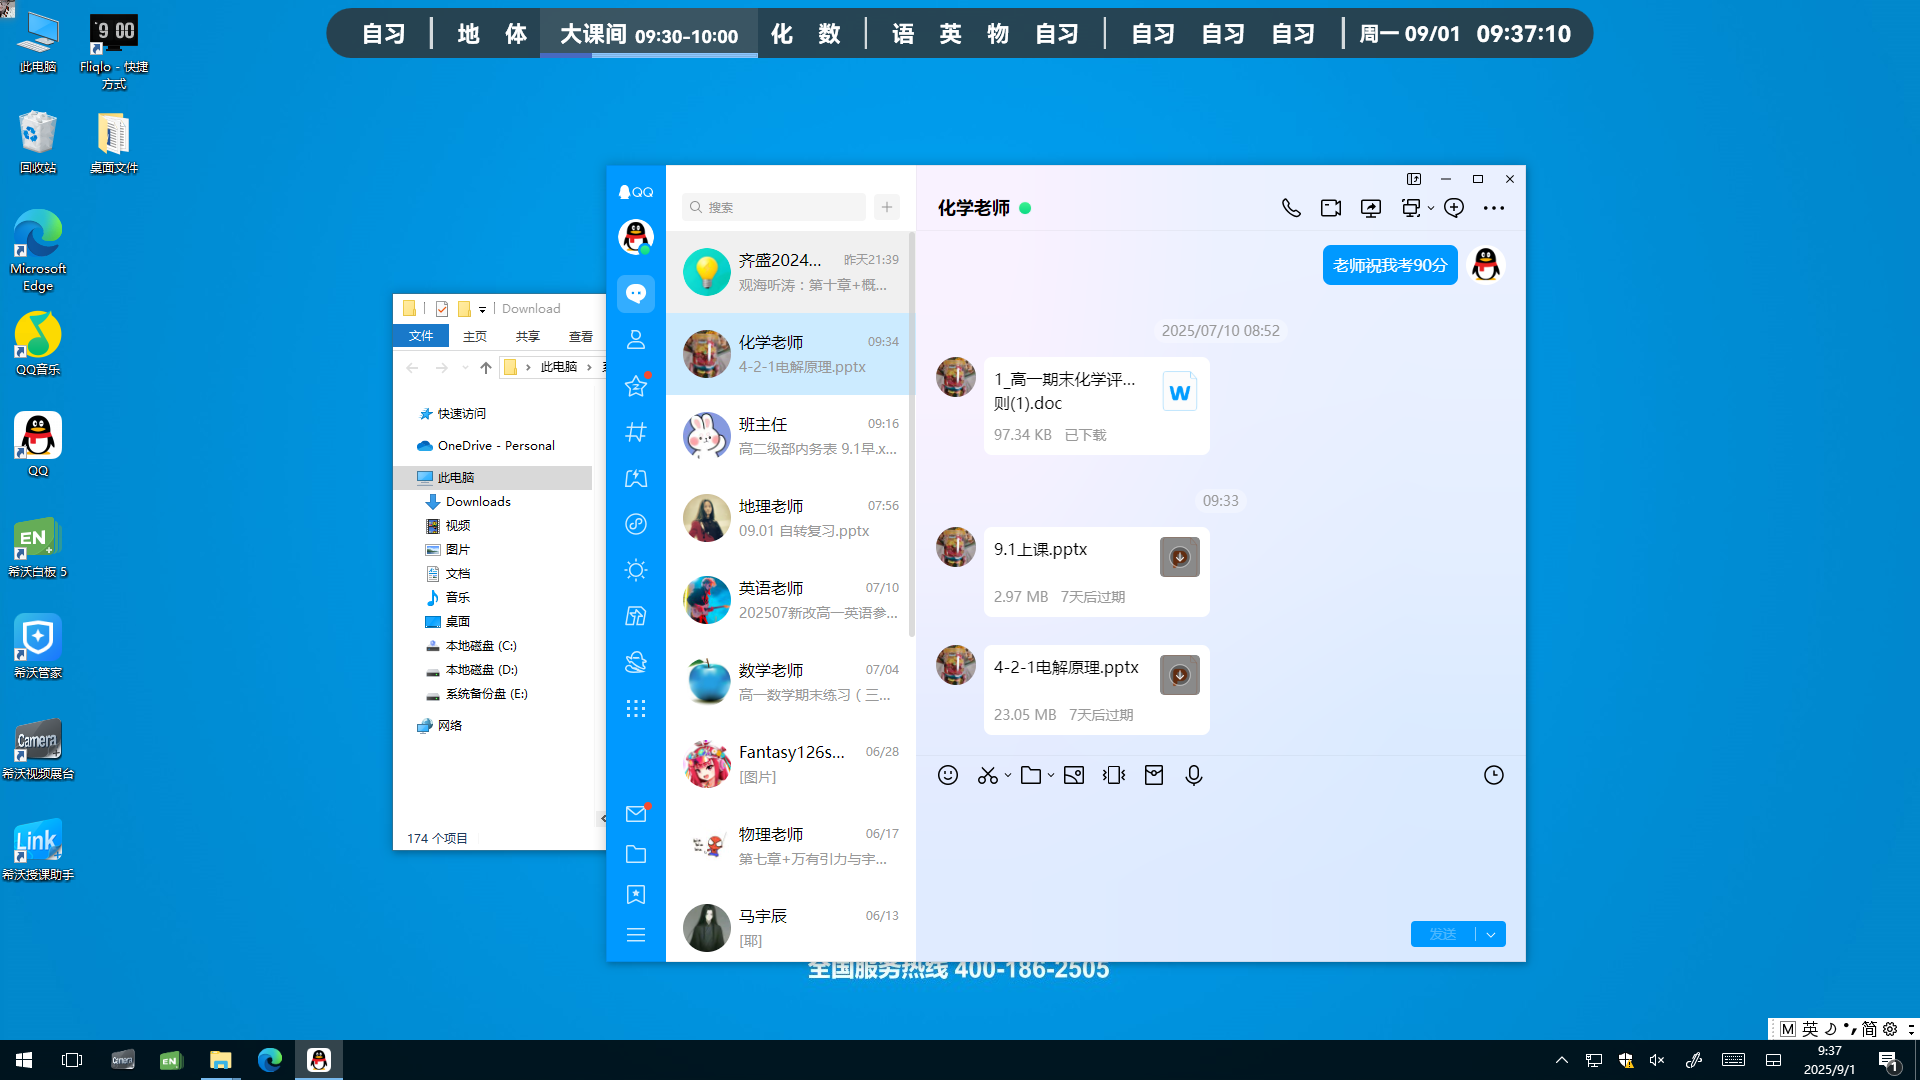 自习 | 地 体 大课间 09:30-10:00 化 数 | 语 英 物 自习 | 自习 自习 自习 | 周一 09/01 09:37:10
此电脑
Fliqlo - 快捷方式
回收站
桌面文件
Microsoft Edge
QQ音乐
QQ
EN
希沃白板 5
希沃管家
Camera
希沃视频展台
Link
希沃授课助手
Download
文件 主页 共享 查看
此电脑
快速访问
OneDrive - Personal
此电脑
Downloads
视频
图片
文档
音乐
桌面
本地磁盘 (C:)
本地磁盘 (D:)
系统备份盘 (E:)
网络
174 个项目
QQ
搜索
齐盛2024... 昨天21:39
观海听涛：第十章+概...
化学老师 09:34
4-2-1电解原理.pptx
班主任 09:16
高二级部内务表 9.1早.x...
地理老师 07:56
09.01 自转复习.pptx
英语老师 07/10
202507新改高一英语参...
数学老师 07/04
高一数学期末练习（三...
Fantasy126s... 06/28
[图片]
物理老师 06/17
第七章+万有引力与宇...
马宇辰 06/13
[耶]
化学老师
老师祝我考90分
2025/07/10 08:52
1_高一期末化学评...
则(1).doc
97.34 KB 已下载
09:33
9.1上课.pptx
2.97 MB 7天后过期
4-2-1电解原理.pptx
23.05 MB 7天后过期
发送
全国服务热线 400-186-2505
M 英 简
Camera
EN
9:37
2025/9/1
1